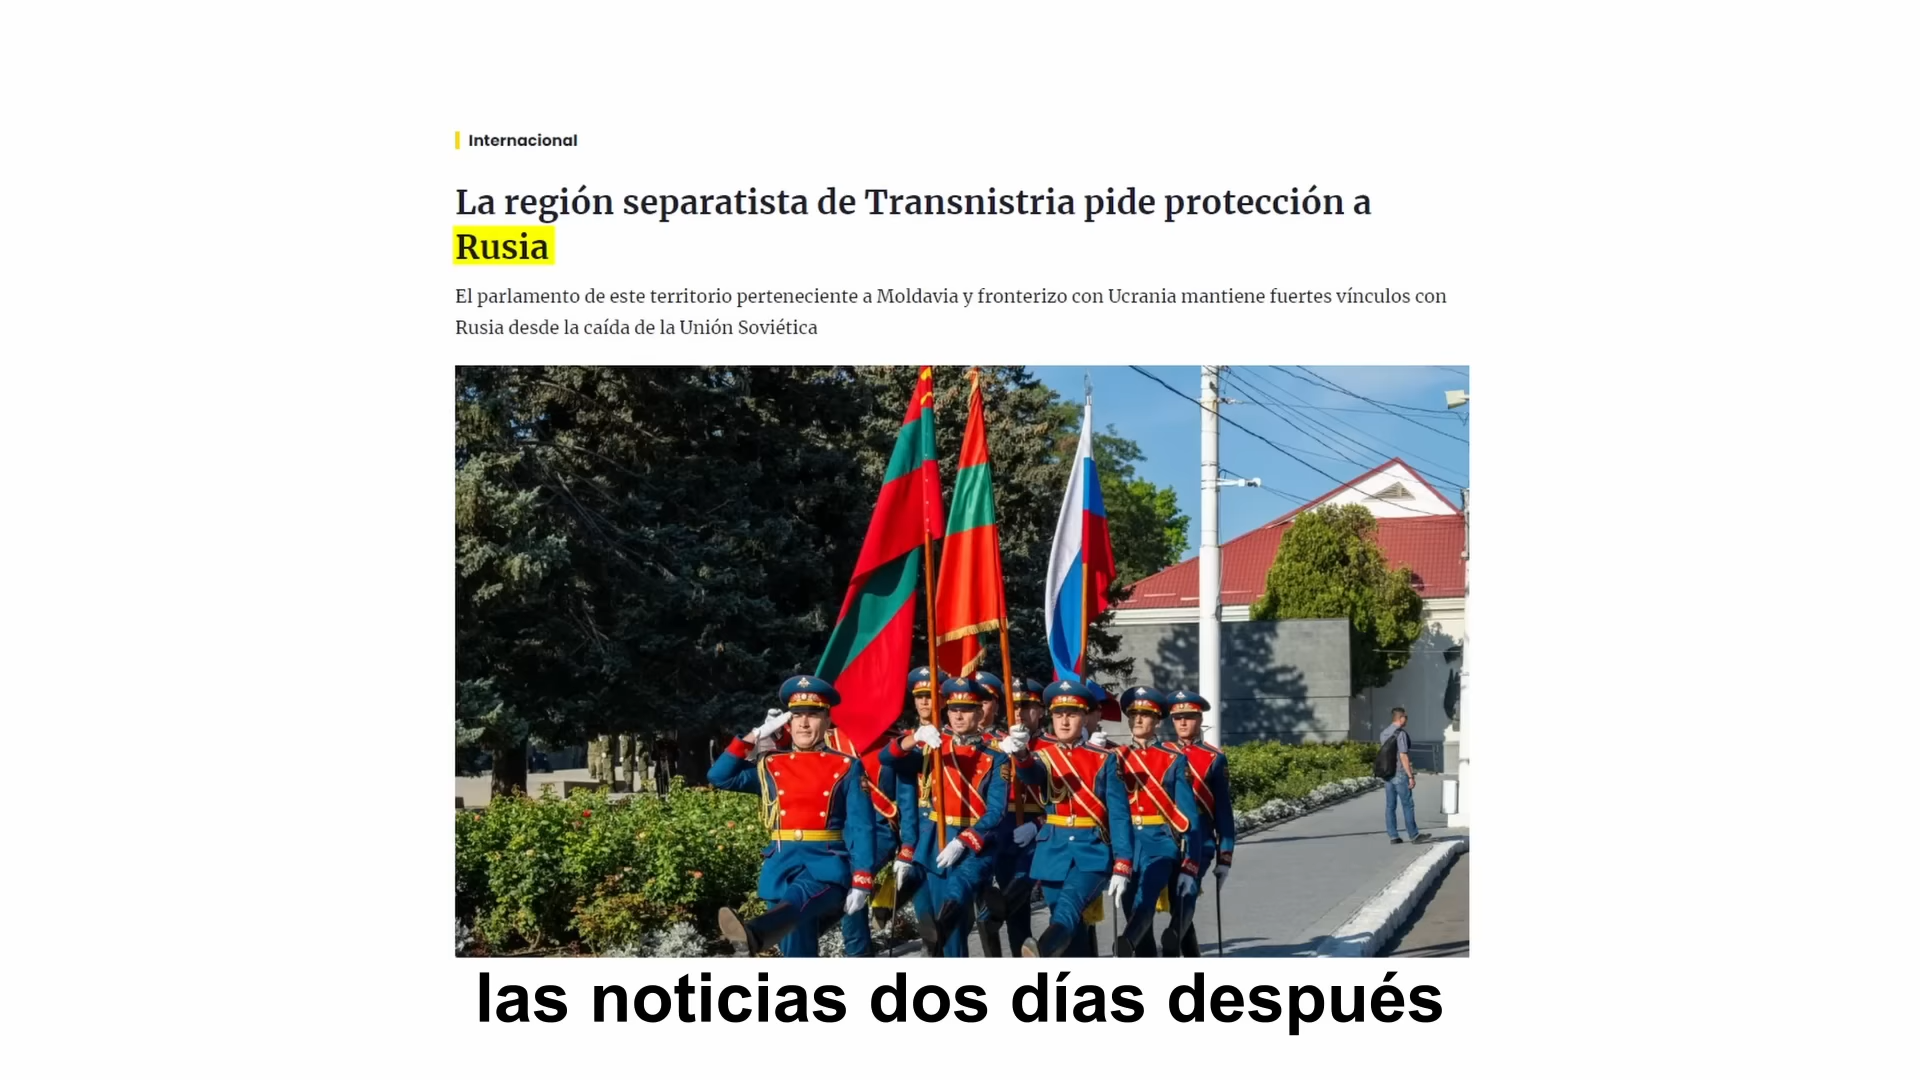 Internacional
La región separatista de Transnistria pide protección a
Rusia
El parlamento de este territorio perteneciente a Moldavia y fronterizo con Ucrania mantiene fuertes vínculos con
Rusia desde la caída de la Unión Soviética
las noticias dos días después